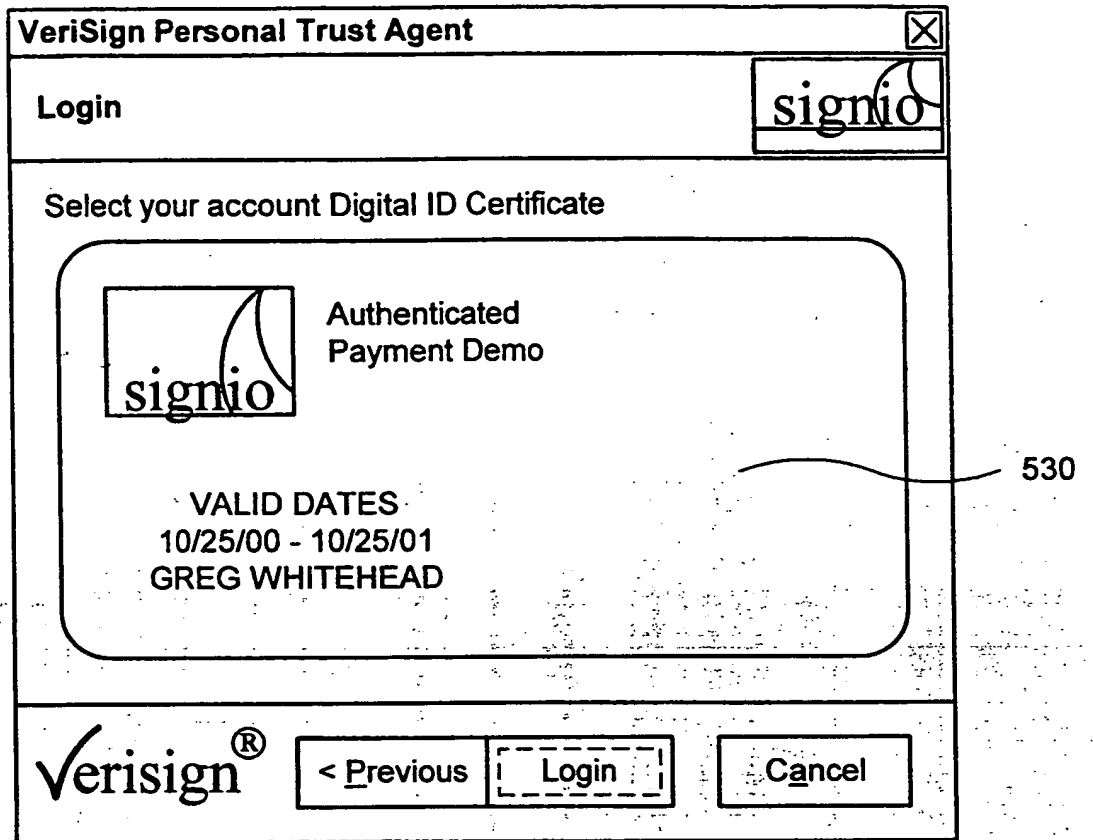 VeriSign Personal Trust Agent
Login
signio
Select your account Digital ID Certificate
signio
Authenticated
Payment Demo
530
VALID DATES
10/25/00 - 10/25/01
GREG WHITEHEAD
Verisign®
< Previous
Login
Cancel